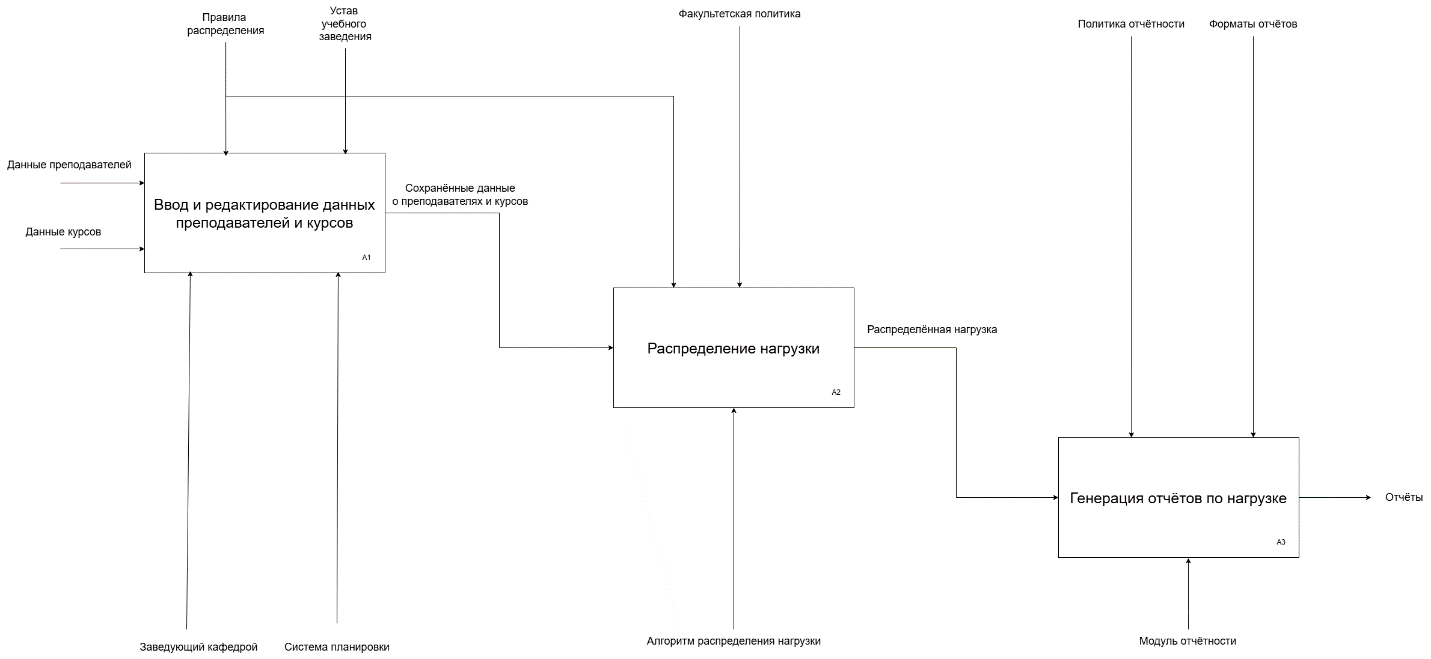 Правила
распределения
Устав
учебного
заведения
Факультетская политика
Политика отчётности
Форматы отчётов
Данные преподавателей
Данные курсов
Ввод и редактирование данных
преподавателей и курсов
A1
Сохранённые данные
о преподавателях и курсов
Распределение нагрузки
A2
Распределённая нагрузка
Генерация отчётов по нагрузке
A3
Отчёты
Заведующий кафедрой
Система планировки
Алгоритм распределения нагрузки
Модуль отчётности